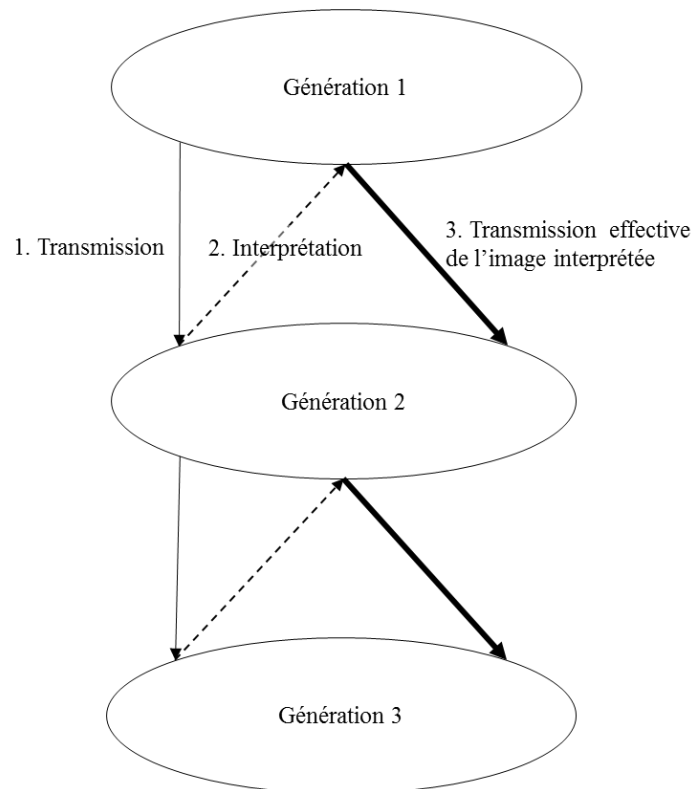 Génération 1
1. Transmission
2. Interprétation
3. Transmission effective
de l’image interprétée
Génération 2
Génération 3